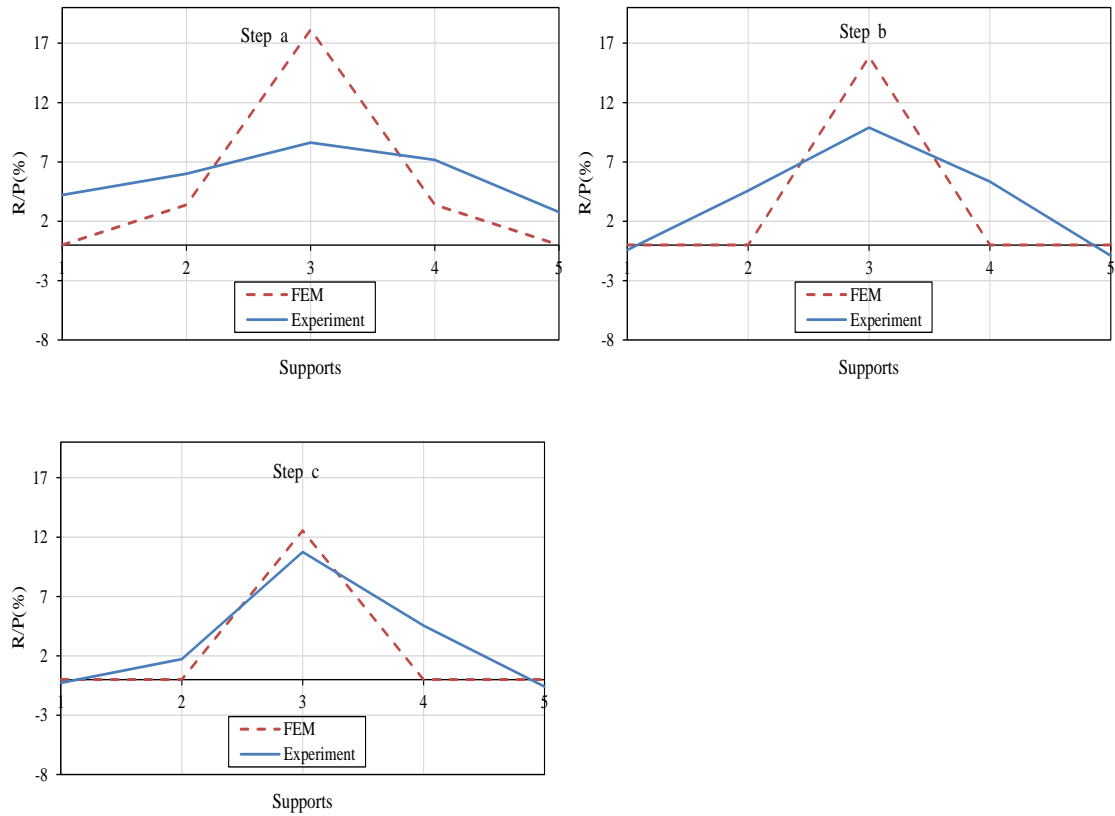 Step a
17
12
7
2
-3
-8
R/P(%)
1 2 3 4 5
FEM
Experiment
Supports
Step b
17
12
7
2
-3
-8
R/P(%)
1 2 3 4 5
FEM
Experiment
Supports
Step c
17
12
7
2
-3
-8
R/P(%)
1 2 3 4 5
FEM
Experiment
Supports